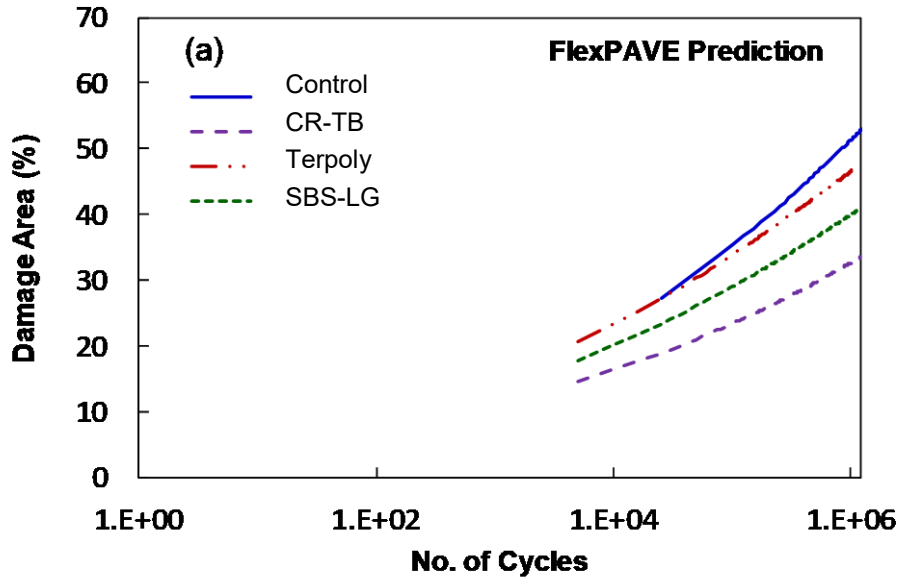 70
60
50
40
30
20
10
0
Damage Area (%)
(a)
FlexPAVE Prediction
Control
CR-TB
Terpoly
SBS-LG
1.E+00 1.E+02 1.E+04 1.E+06
No. of Cycles